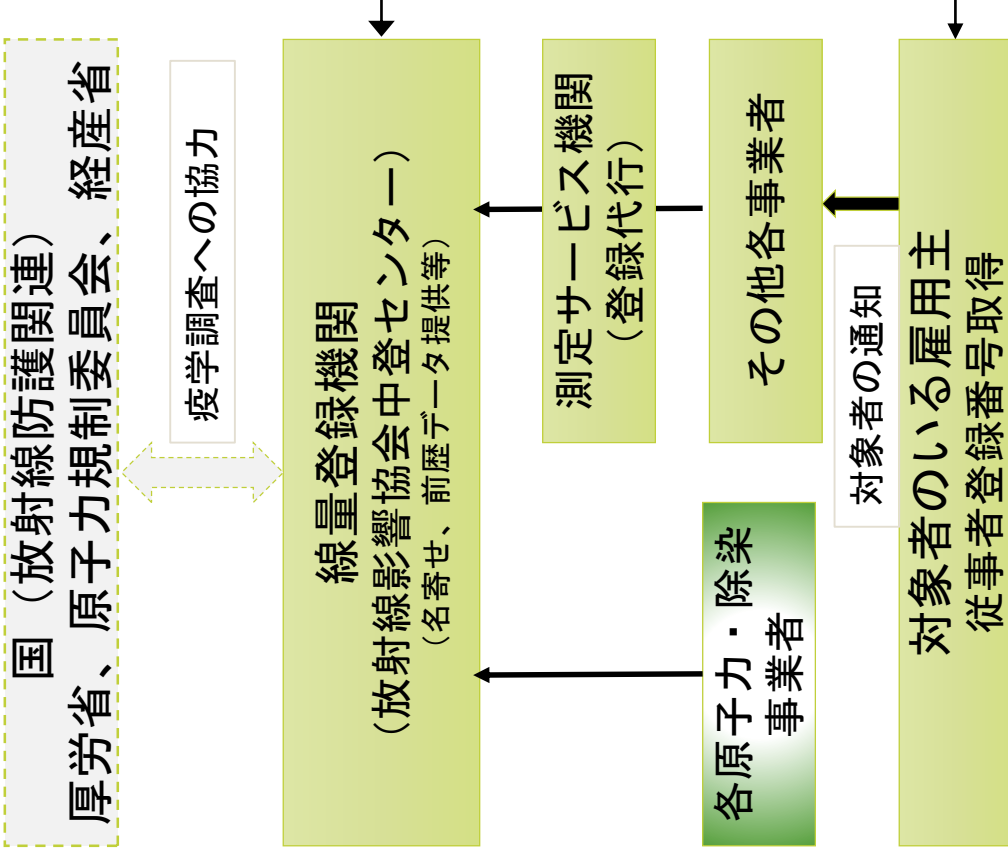 国（放射線防護関連）
厚労省、原子力規制委員会、経産省
疫学調査への協力
線量登録機関
（放射線影響協会中登センター）
（名寄せ、前歴データ提供等）
測定サービス機関
（登録代行）
その他各事業者
各原子力・除染
事業者
対象者の通知
対象者のいる雇用主
従事者登録番号取得